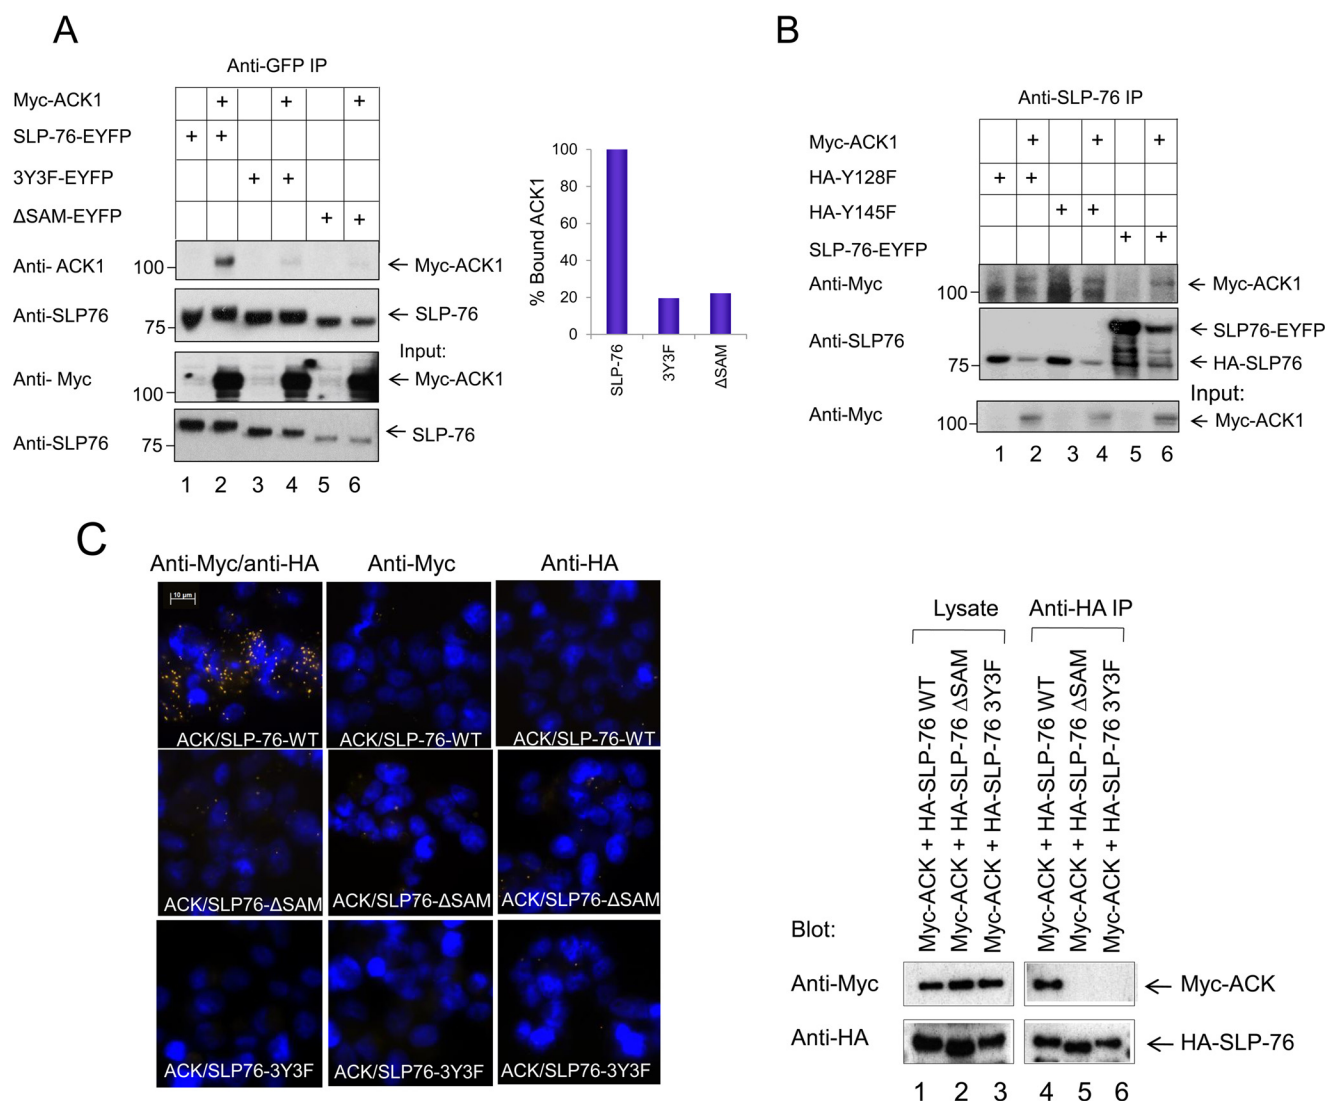 A
Anti-GFP IP
Myc-ACK1 + + +
SLP-76-EYFP + +
3Y3F-EYFP + +
ΔSAM-EYFP + +
Anti- ACK1 100 Myc-ACK1
Anti-SLP76 75 SLP-76
Input:
Anti- Myc 100 Myc-ACK1
Anti-SLP76 75 SLP-76
1 2 3 4 5 6
% Bound ACK1
100
80
60
40
20
0
SLP-76 3Y3F ΔSAM
B
Anti-SLP-76 IP
Myc-ACK1 + + +
HA-Y128F + +
HA-Y145F + +
SLP-76-EYFP + +
Anti-Myc 100 Myc-ACK1
SLP76-EYFP
Anti-SLP76
75 HA-SLP76
Input:
Anti-Myc 100 Myc-ACK1
1 2 3 4 5 6
C
Anti-Myc/anti-HA Anti-Myc Anti-HA
10 μm
ACK/SLP-76-WT ACK/SLP-76-WT ACK/SLP-76-WT
ACK/SLP76-ΔSAM ACK/SLP76-ΔSAM ACK/SLP76-ΔSAM
ACK/SLP76-3Y3F ACK/SLP76-3Y3F ACK/SLP76-3Y3F
Lysate Anti-HA IP
Myc-ACK + HA-SLP-76 WT
Myc-ACK + HA-SLP-76 ΔSAM
Myc-ACK + HA-SLP-76 3Y3F
Myc-ACK + HA-SLP-76 WT
Myc-ACK + HA-SLP-76 ΔSAM
Myc-ACK + HA-SLP-76 3Y3F
Blot:
Anti-Myc Myc-ACK
Anti-HA HA-SLP-76
1 2 3 4 5 6